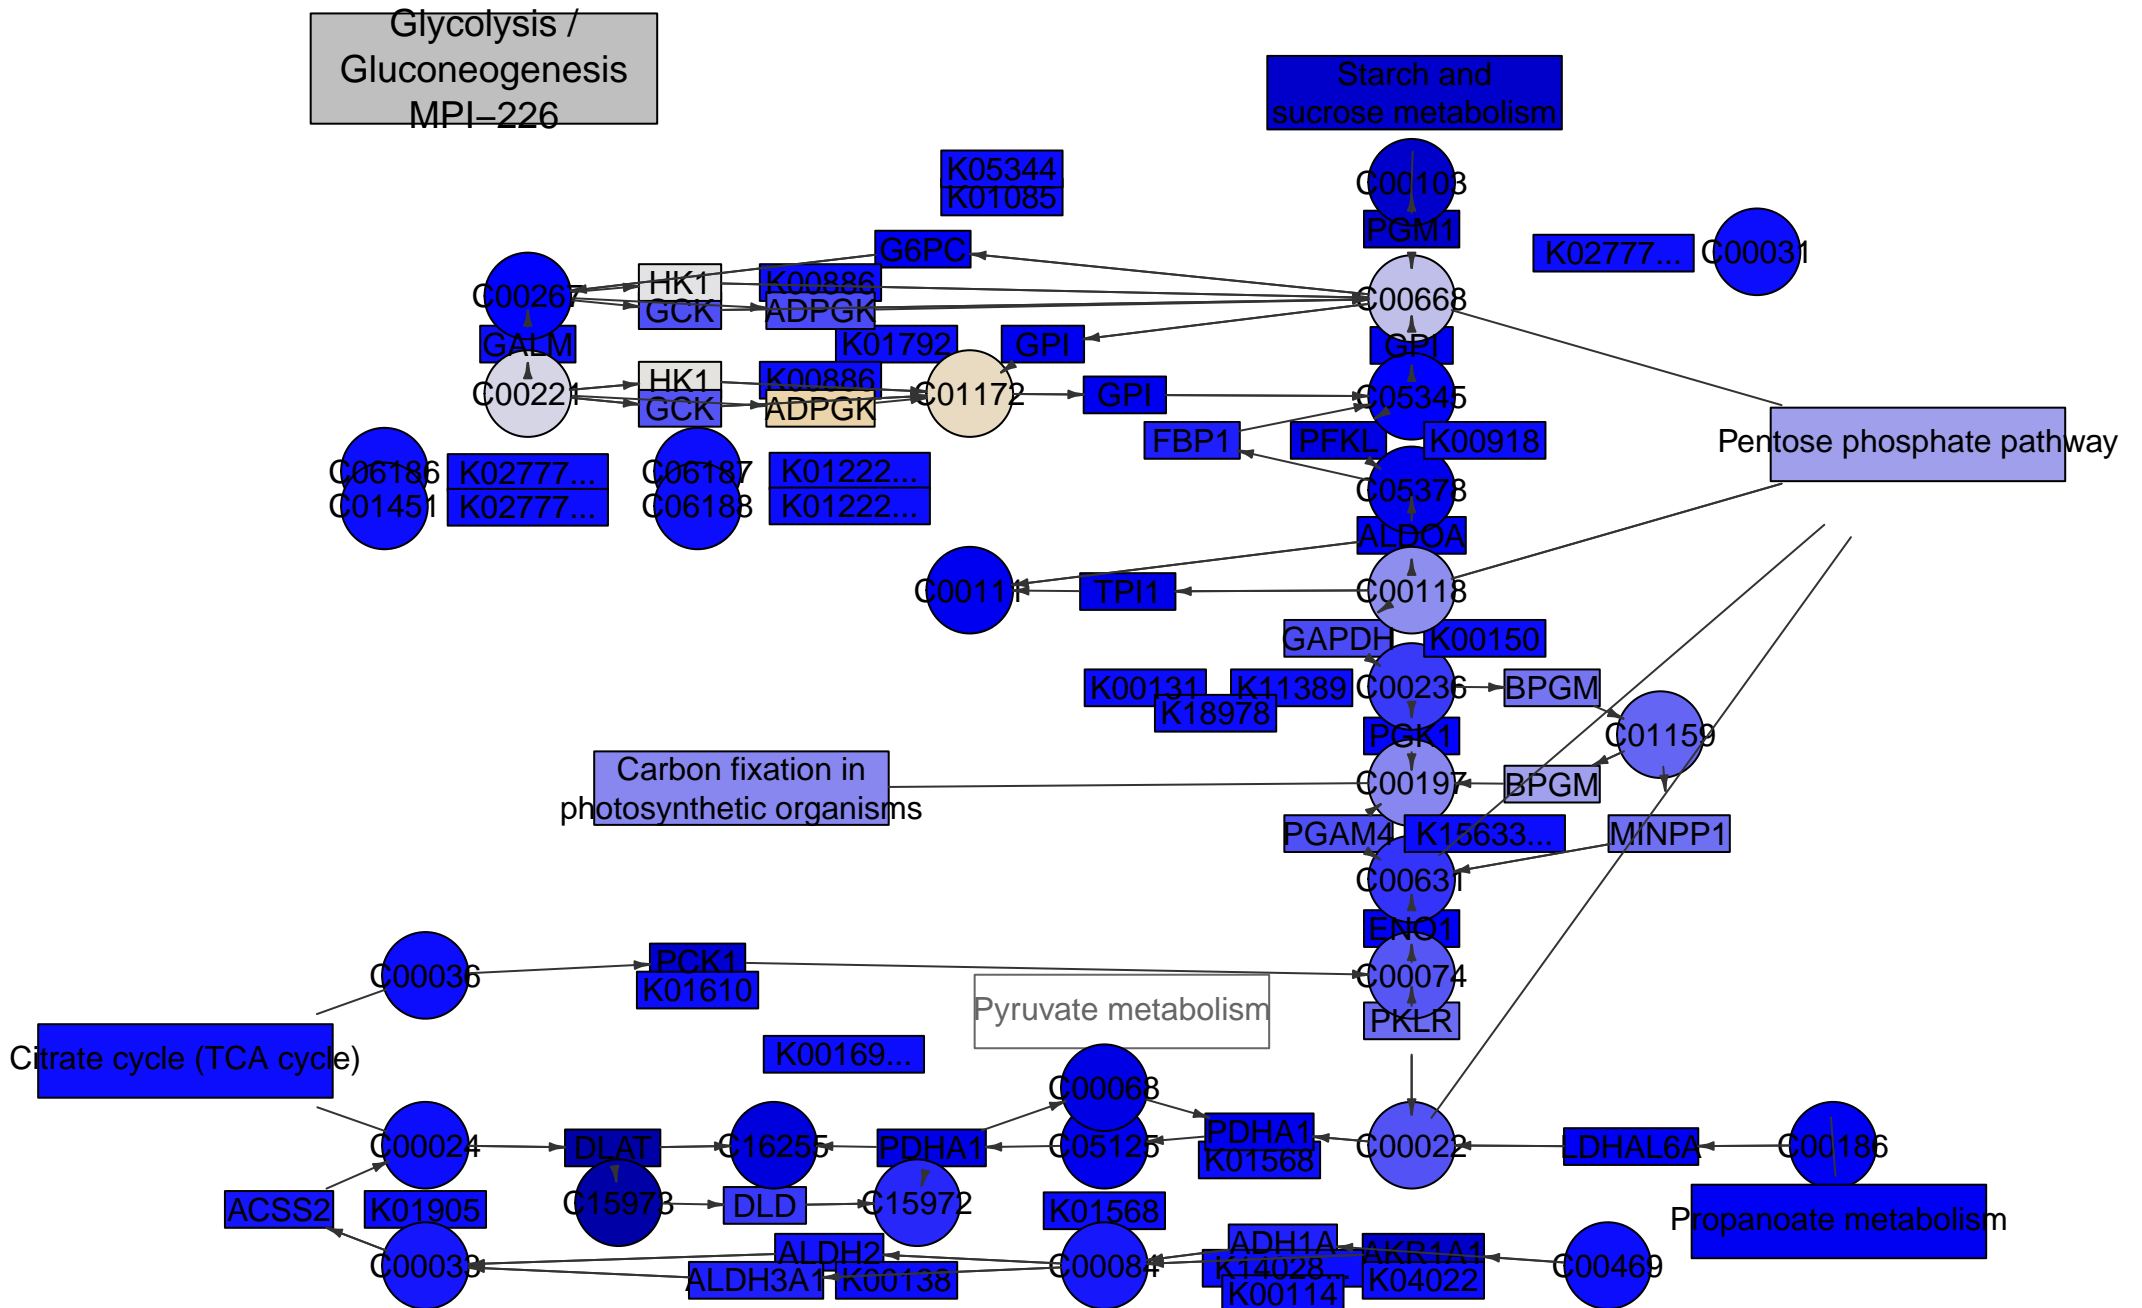 Glycolysis /
Gluconeogenesis
MPI−226
Starch and
sucrose metabolism
K05344
K01085
C00103
PGM1
G6PC
K02777...
C00031
C00267
HK1
K00886
GCK
ADPGK
C00668
GALM
K01792
GPI
GPI
C00221
HK1
K00886
GCK
ADPGK
C01172
GPI
C05345
FBP1
PFKL
K00918
Pentose phosphate pathway
C06186
K02777...
C06187
K01222...
C05378
C01451
K02777...
C06188
K01222...
ALDOA
C00111
TPI1
C00118
GAPDH
K00150
K00131
K11389
C00236
BPGM
K18978
PGK1
C01159
Carbon fixation in
photosynthetic organisms
C00197
BPGM
PGAM4
K15633...
MINPP1
C00631
ENO1
C00036
PCK1
K01610
C00074
Pyruvate metabolism
PKLR
Citrate cycle (TCA cycle)
K00169...
C00068
C00024
DLAT
C16255
PDHA1
C05125
PDHA1
K01568
C00022
LDHAL6A
C00186
ACSS2
K01905
C15973
DLD
C15972
K01568
Propanoate metabolism
C00033
ALDH2
ALDH3A1
K00138
C00084
ADH1A
K14028...
K00114
AKR1A1
K04022
C00469